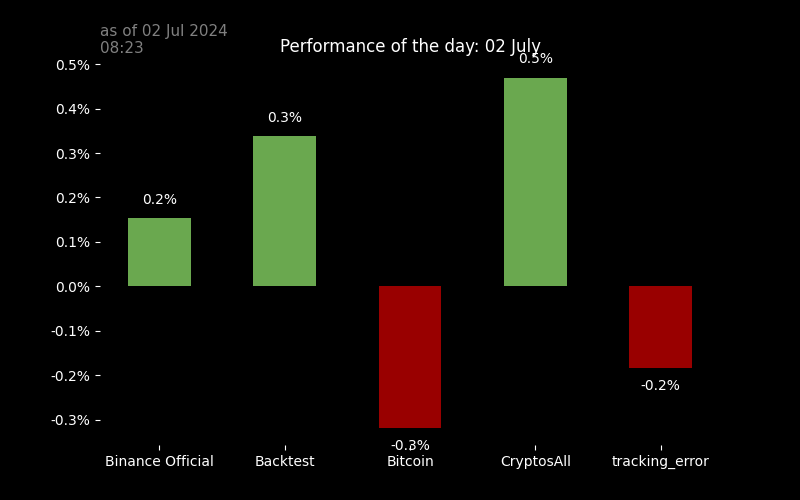 as of 02 Jul 2024
08:23
Performance of the day: 02 July
0.5%
0.5%
0.4%
0.3%
0.3%
0.2%
0.2%
0.1%
0.0%
-0.1%
-0.2%
-0.2%
-0.3%
-0.3%
Binance Official
Backtest
Bitcoin
CryptosAll
tracking_error